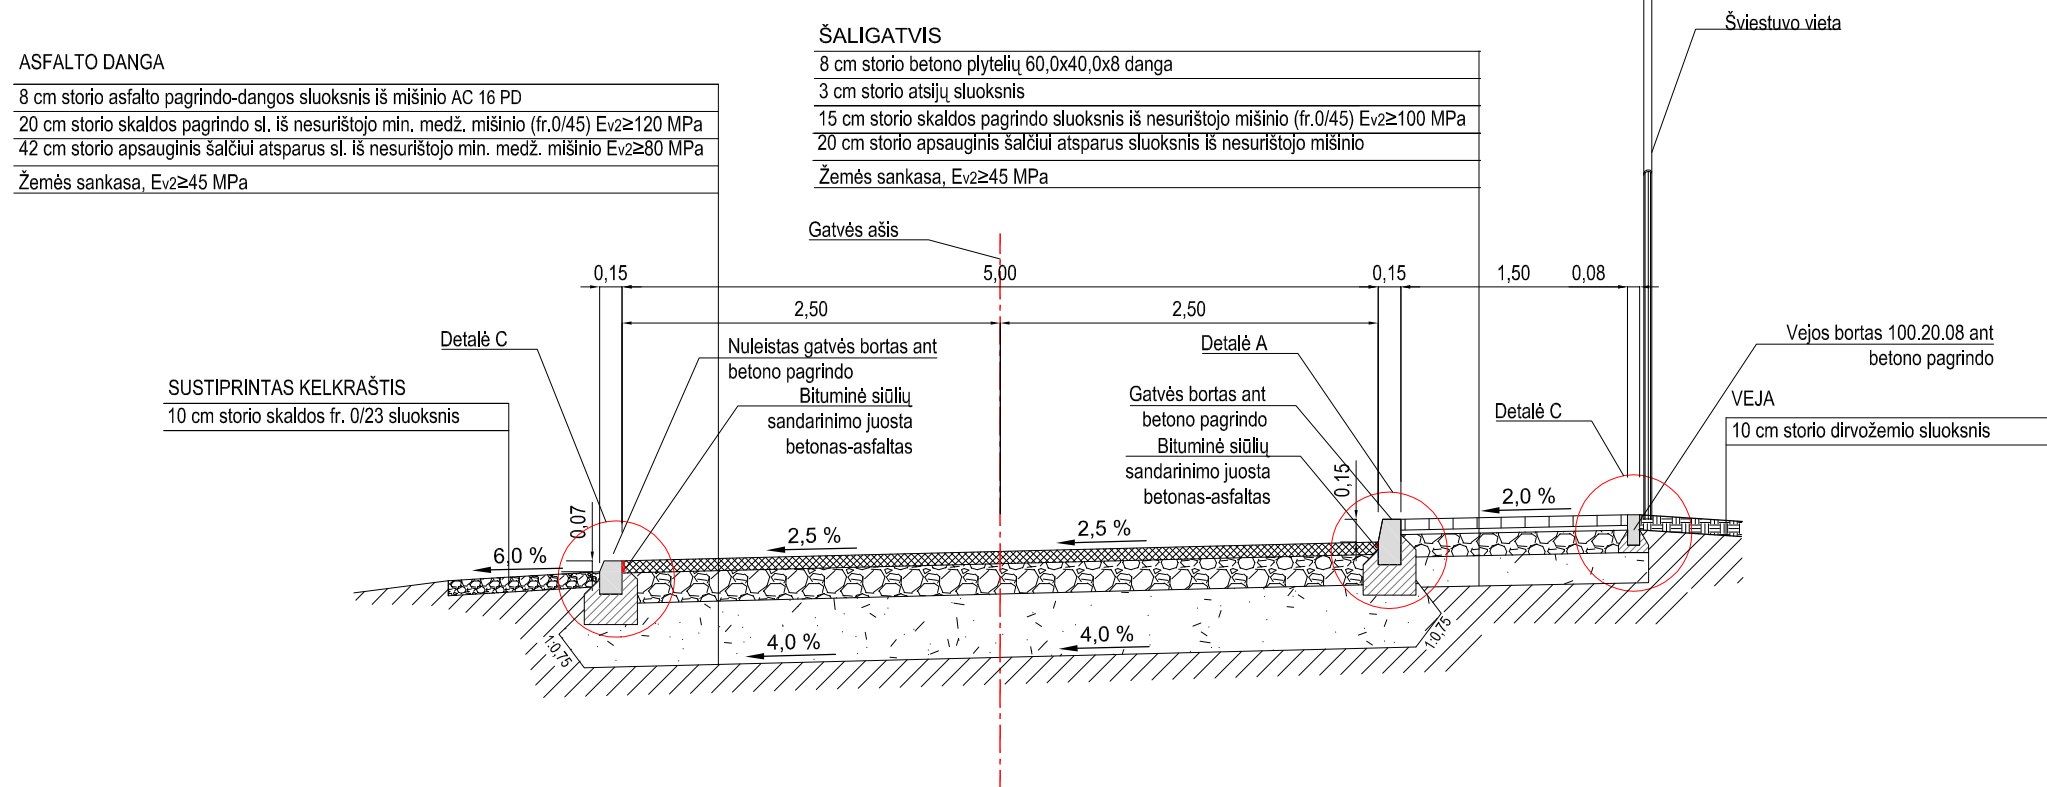 ASFALTO DANGA
8 cm storio asfalto pagrindo-dangos sluoksnis iš mišinio AC 16 PD
20 cm storio skaldos pagrindo sl. iš nesurištojo min. medž. mišinio (fr.0/45) Ev2≥120 MPa
42 cm storio apsauginis šalčiui atsparus sl. iš nesurištojo min. medž. mišinio Ev2≥80 MPa
Žemės sankasa, Ev2≥45 MPa
ŠALIGATVIS
8 cm storio betono plytelių 60,0x40,0x8 danga
3 cm storio atsijų sluoksnis
15 cm storio skaldos pagrindo sluoksnis iš nesurištojo mišinio (fr.0/45) Ev2≥100 MPa
20 cm storio apsauginis šalčiui atsparus sluoksnis iš nesurištojo mišinio
Žemės sankasa, Ev2≥45 MPa
Šviestuvo vieta
Gatvės ašis
0,15
5,00
0,15
1,50
0,08
2,50
2,50
Detalė C
Nuleistas gatvės bortas ant
betono pagrindo
Bituminė siūlių
sandarinimo juosta
betonas-asfaltas
Detalė A
Gatvės bortas ant
betono pagrindo
Bituminė siūlių
sandarinimo juosta
betonas-asfaltas
Vejos bortas 100.20.08 ant
betono pagrindo
SUSTIPRINTAS KELKRAŠTIS
10 cm storio skaldos fr. 0/23 sluoksnis
Detalė C
VEJA
10 cm storio dirvožemio sluoksnis
0,07
0,15
6,0 %
2,5 %
2,5 %
2,0 %
4,0 %
4,0 %
1:0,75
1:0,75